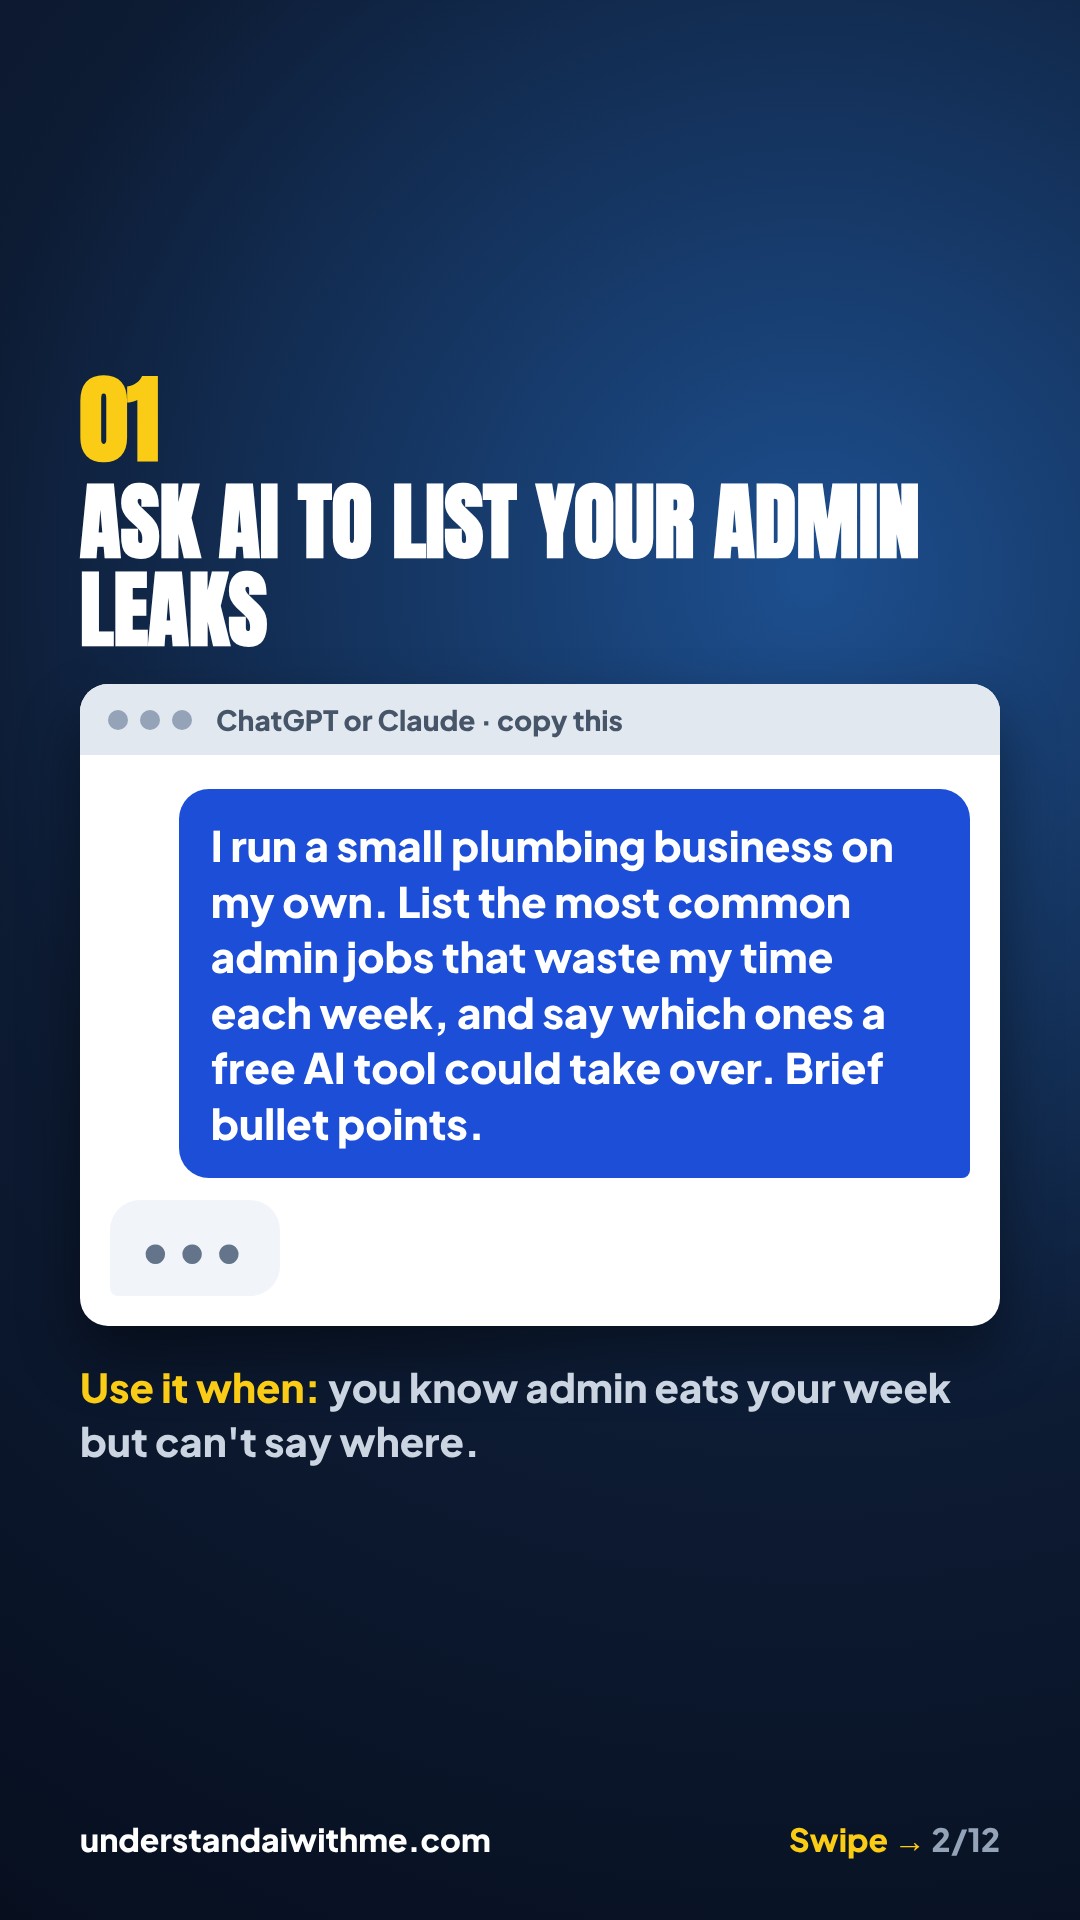 01
ASK AI TO LIST YOUR ADMIN
LEAKS
ChatGPT or Claude · copy this
I run a small plumbing business on
my own. List the most common
admin jobs that waste my time
each week, and say which ones a
free AI tool could take over. Brief
bullet points.
Use it when: you know admin eats your week
but can't say where.
understandaiwithme.com
Swipe → 2/12